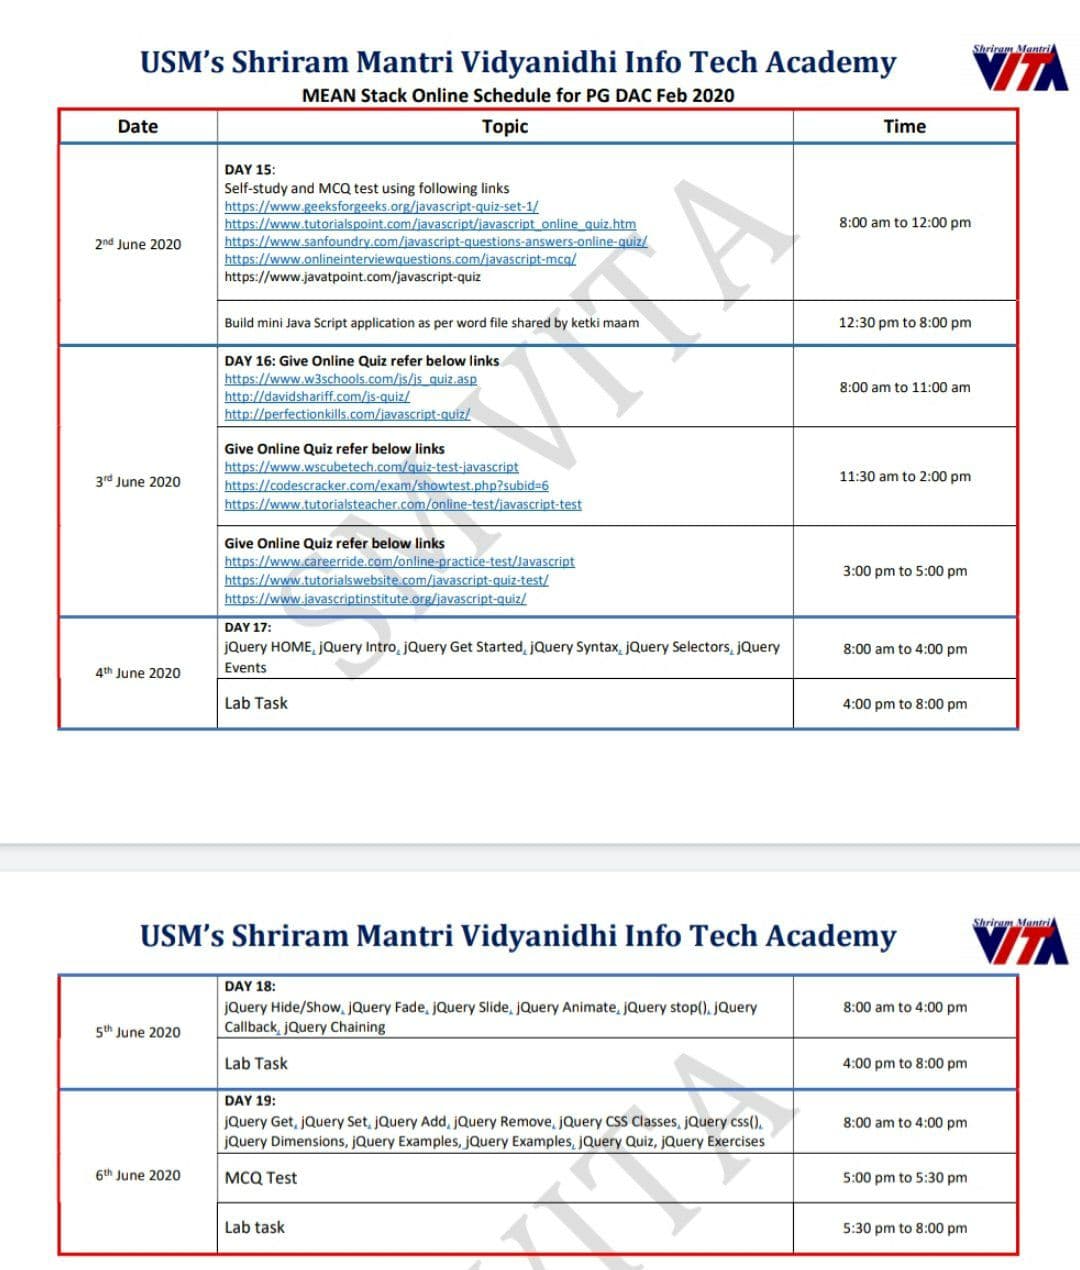 USM's Shriram Mantri Vidyanidhi Info Tech Academy
Shriram Mantri
VITA
MEAN Stack Online Schedule for PG DAC Feb 2020
Date
Topic
Time
2nd June 2020
DAY 15:
Self-study and MCQ test using following links
https://www.geeksforgeeks.org/javascript-quiz-set-1/
https://www.tutorialspoint.com/javascript/javascript_online_quiz.htm
https://www.sanfoundry.com/javascript-questions-answers-online-quiz/
https://www.onlineinterviewquestions.com/javascript-mcq/
https://www.javatpoint.com/javascript-quiz
8:00 am to 12:00 pm
Build mini Java Script application as per word file shared by ketki maam
12:30 pm to 8:00 pm
3rd June 2020
DAY 16: Give Online Quiz refer below links
https://www.w3schools.com/js/js_quiz.asp
http://davidshariff.com/js-quiz/
http://perfectionkills.com/javascript-quiz/
8:00 am to 11:00 am
Give Online Quiz refer below links
https://www.wscubetech.com/quiz-test-javascript
https://codescracker.com/exam/showtest.php?subid=6
https://www.tutorialsteacher.com/online-test/javascript-test
11:30 am to 2:00 pm
Give Online Quiz refer below links
https://www.careerride.com/online-practice-test/Javascript
https://www.tutorialswebsite.com/javascript-quiz-test/
https://www.javascriptinstitute.org/javascript-quiz/
3:00 pm to 5:00 pm
4th June 2020
DAY 17:
jQuery HOME, jQuery Intro, jQuery Get Started, jQuery Syntax, jQuery Selectors, jQuery
Events
8:00 am to 4:00 pm
Lab Task
4:00 pm to 8:00 pm
SM VITA
USM's Shriram Mantri Vidyanidhi Info Tech Academy
Shriram Mantri
VITA
5th June 2020
DAY 18:
jQuery Hide/Show, jQuery Fade, jQuery Slide, jQuery Animate, jQuery stop(), jQuery
Callback, jQuery Chaining
8:00 am to 4:00 pm
Lab Task
4:00 pm to 8:00 pm
6th June 2020
DAY 19:
jQuery Get, jQuery Set, jQuery Add, jQuery Remove, jQuery CSS Classes, jQuery css(),
jQuery Dimensions, jQuery Examples, jQuery Examples, jQuery Quiz, jQuery Exercises
8:00 am to 4:00 pm
MCQ Test
5:00 pm to 5:30 pm
Lab task
5:30 pm to 8:00 pm
VITA